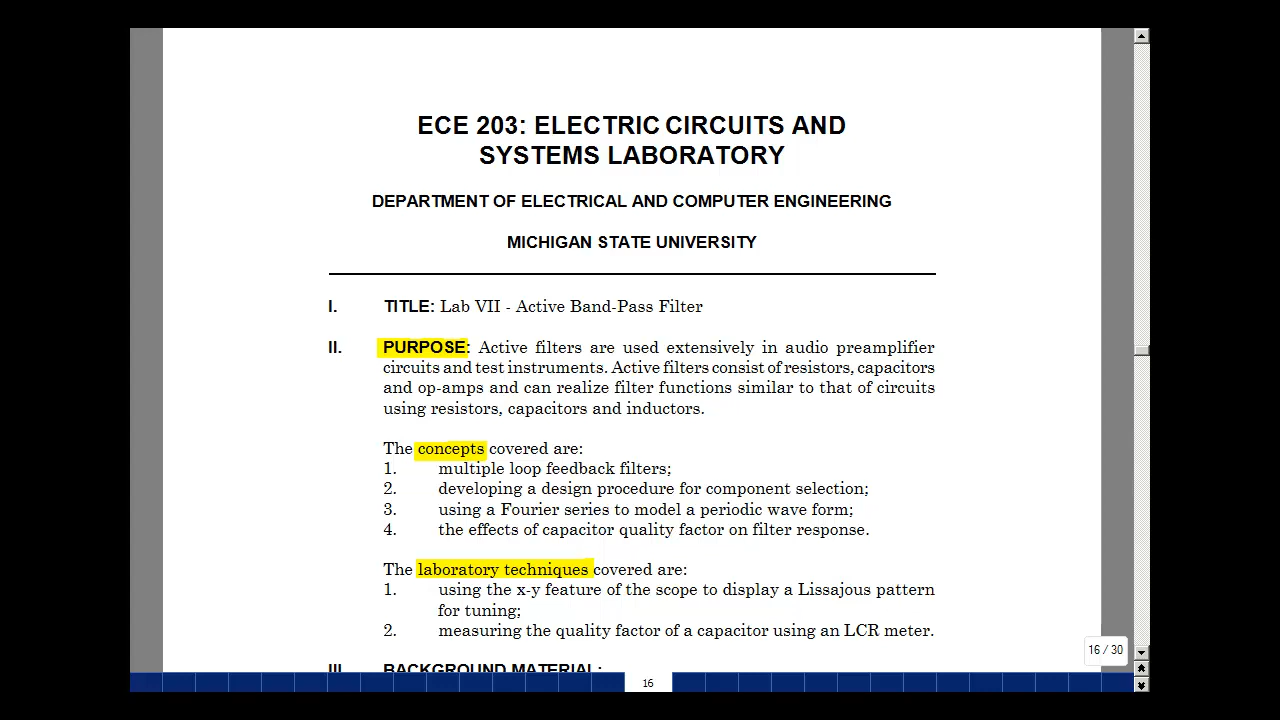 ECE 203: ELECTRIC CIRCUITS AND
SYSTEMS LABORATORY
DEPARTMENT OF ELECTRICAL AND COMPUTER ENGINEERING
MICHIGAN STATE UNIVERSITY
I. TITLE: Lab VII - Active Band-Pass Filter
II. PURPOSE: Active filters are used extensively in audio preamplifier
circuits and test instruments. Active filters consist of resistors, capacitors
and op-amps and can realize filter functions similar to that of circuits
using resistors, capacitors and inductors.
The concepts covered are:
1. multiple loop feedback filters;
2. developing a design procedure for component selection;
3. using a Fourier series to model a periodic wave form;
4. the effects of capacitor quality factor on filter response.
The laboratory techniques covered are:
1. using the x-y feature of the scope to display a Lissajous pattern
for tuning;
2. measuring the quality factor of a capacitor using an LCR meter.
III. BACKGROUND MATERIAL:
16 / 30
16